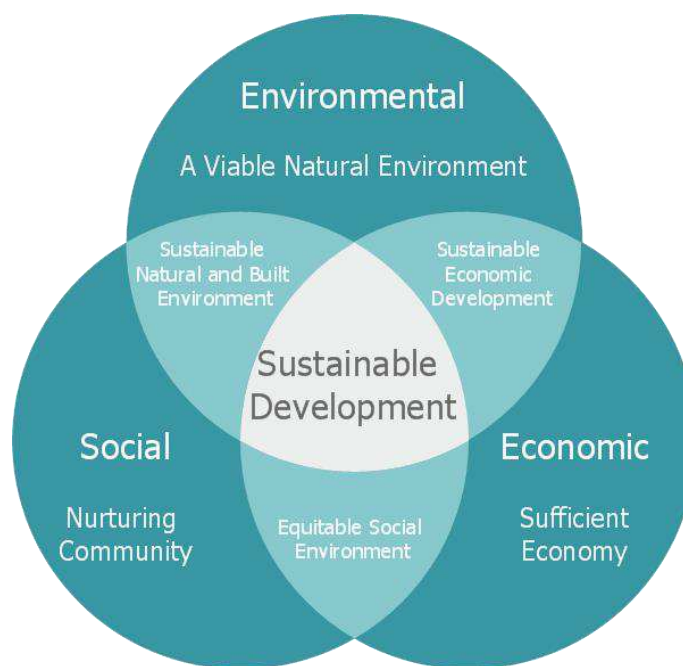 Environmental
A Viable Natural Environment
Sustainable
Natural and Built
Environment
Sustainable
Economic
Development
Sustainable
Development
Social
Nurturing
Community
Equitable Social
Environment
Economic
Sufficient
Economy